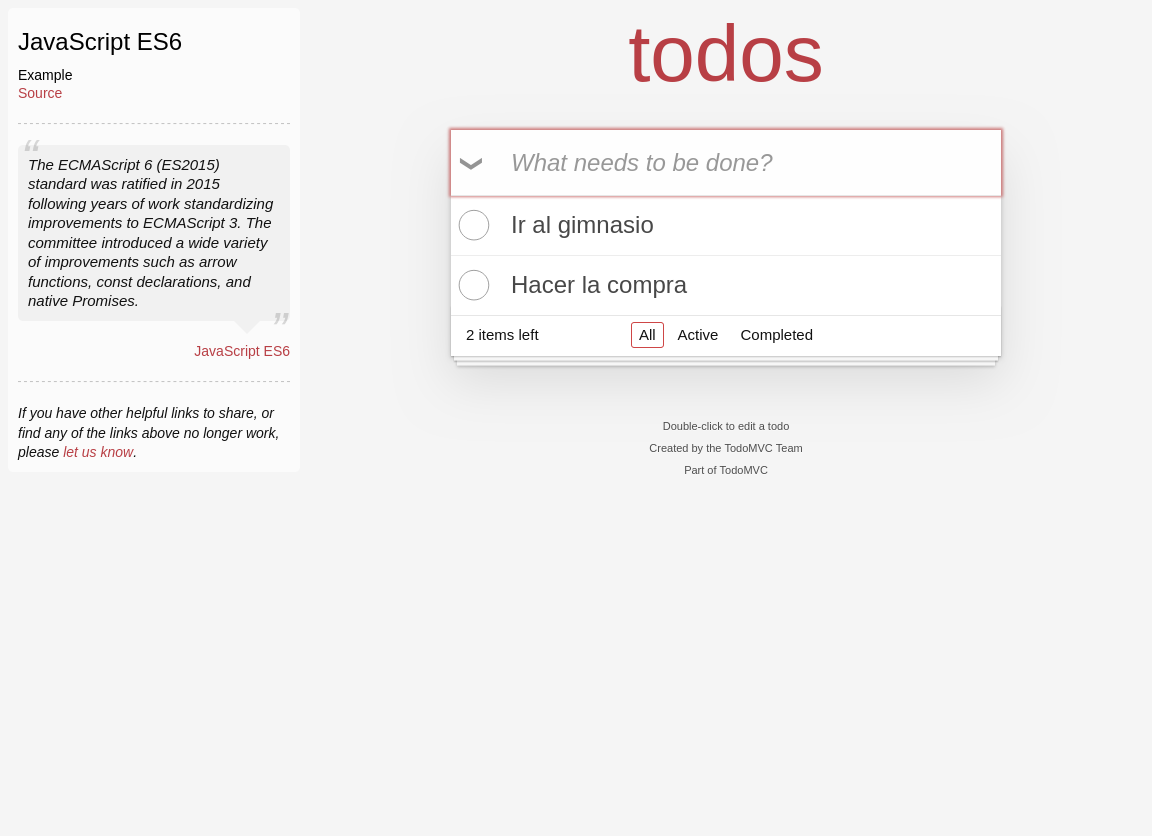 JavaScript ES6
Example
Source
“
The ECMAScript 6 (ES2015)
standard was ratified in 2015
following years of work standardizing
improvements to ECMAScript 3. The
committee introduced a wide variety
of improvements such as arrow
functions, const declarations, and
native Promises.
”
JavaScript ES6
If you have other helpful links to share, or
find any of the links above no longer work,
please let us know.
todos
What needs to be done?
Ir al gimnasio
Hacer la compra
2 items left All Active Completed
Double-click to edit a todo
Created by the TodoMVC Team
Part of TodoMVC